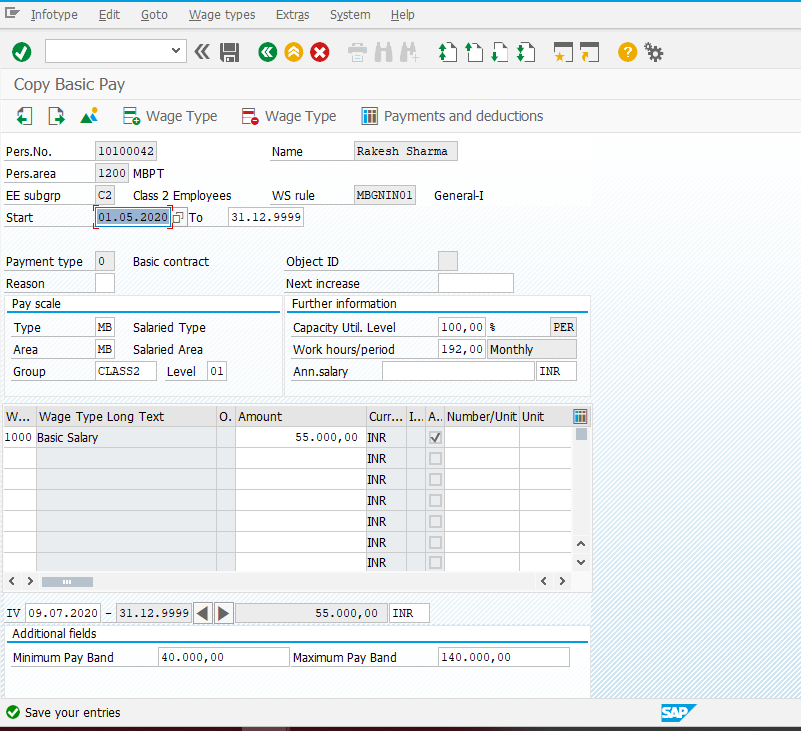 Infotype Edit Goto Wage types Extras System Help
Copy Basic Pay
Wage Type Wage Type Payments and deductions
Pers.No. 10100042 Name Rakesh Sharma
Pers.area 1200 MBPT
EE subgrp C2 Class 2 Employees WS rule MBGNIN01 General-I
Start 01.05.2020 To 31.12.9999
Payment type 0 Basic contract Object ID
Reason Next increase
Pay scale Further information
Type MB Salaried Type Capacity Util. Level 100,00 % PER
Area MB Salaried Area Work hours/period 192,00 Monthly
Group CLASS2 Level 01 Ann.salary INR
W... Wage Type Long Text O. Amount Curr... I... A.. Number/Unit Unit
1000 Basic Salary 55.000,00 INR
INR
INR
INR
INR
INR
INR
IV 09.07.2020 - 31.12.9999 55.000,00 INR
Additional fields
Minimum Pay Band 40.000,00 Maximum Pay Band 140.000,00
Save your entries SAP